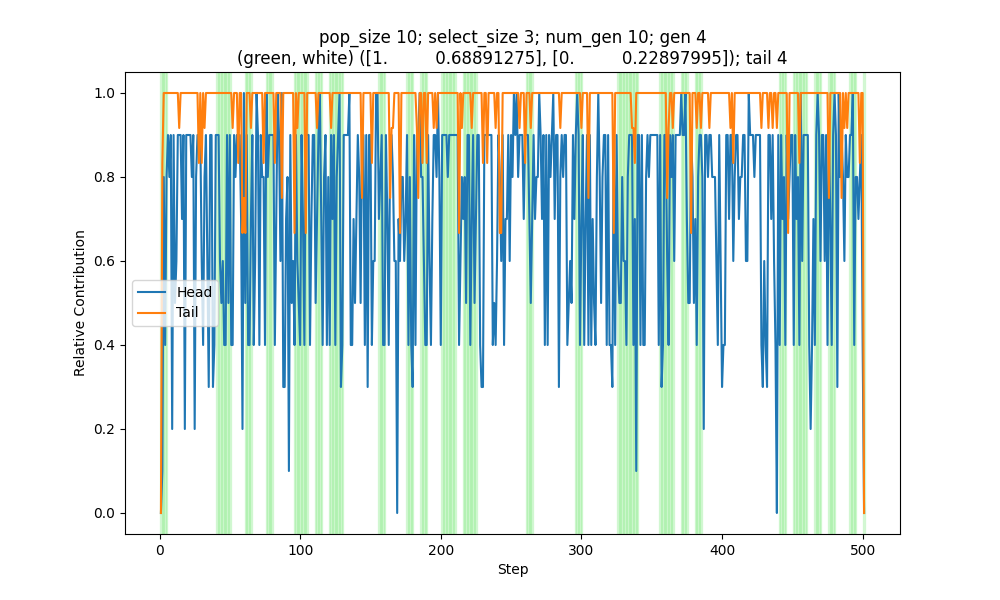 pop_size 10; select_size 3; num_gen 10; gen 4
(green, white) ([1. 0.68891275], [0. 0.22897995]); tail 4
Relative Contribution
1.0
0.8
0.6
0.4
0.2
0.0
Head
Tail
0
100
200
300
400
500
Step